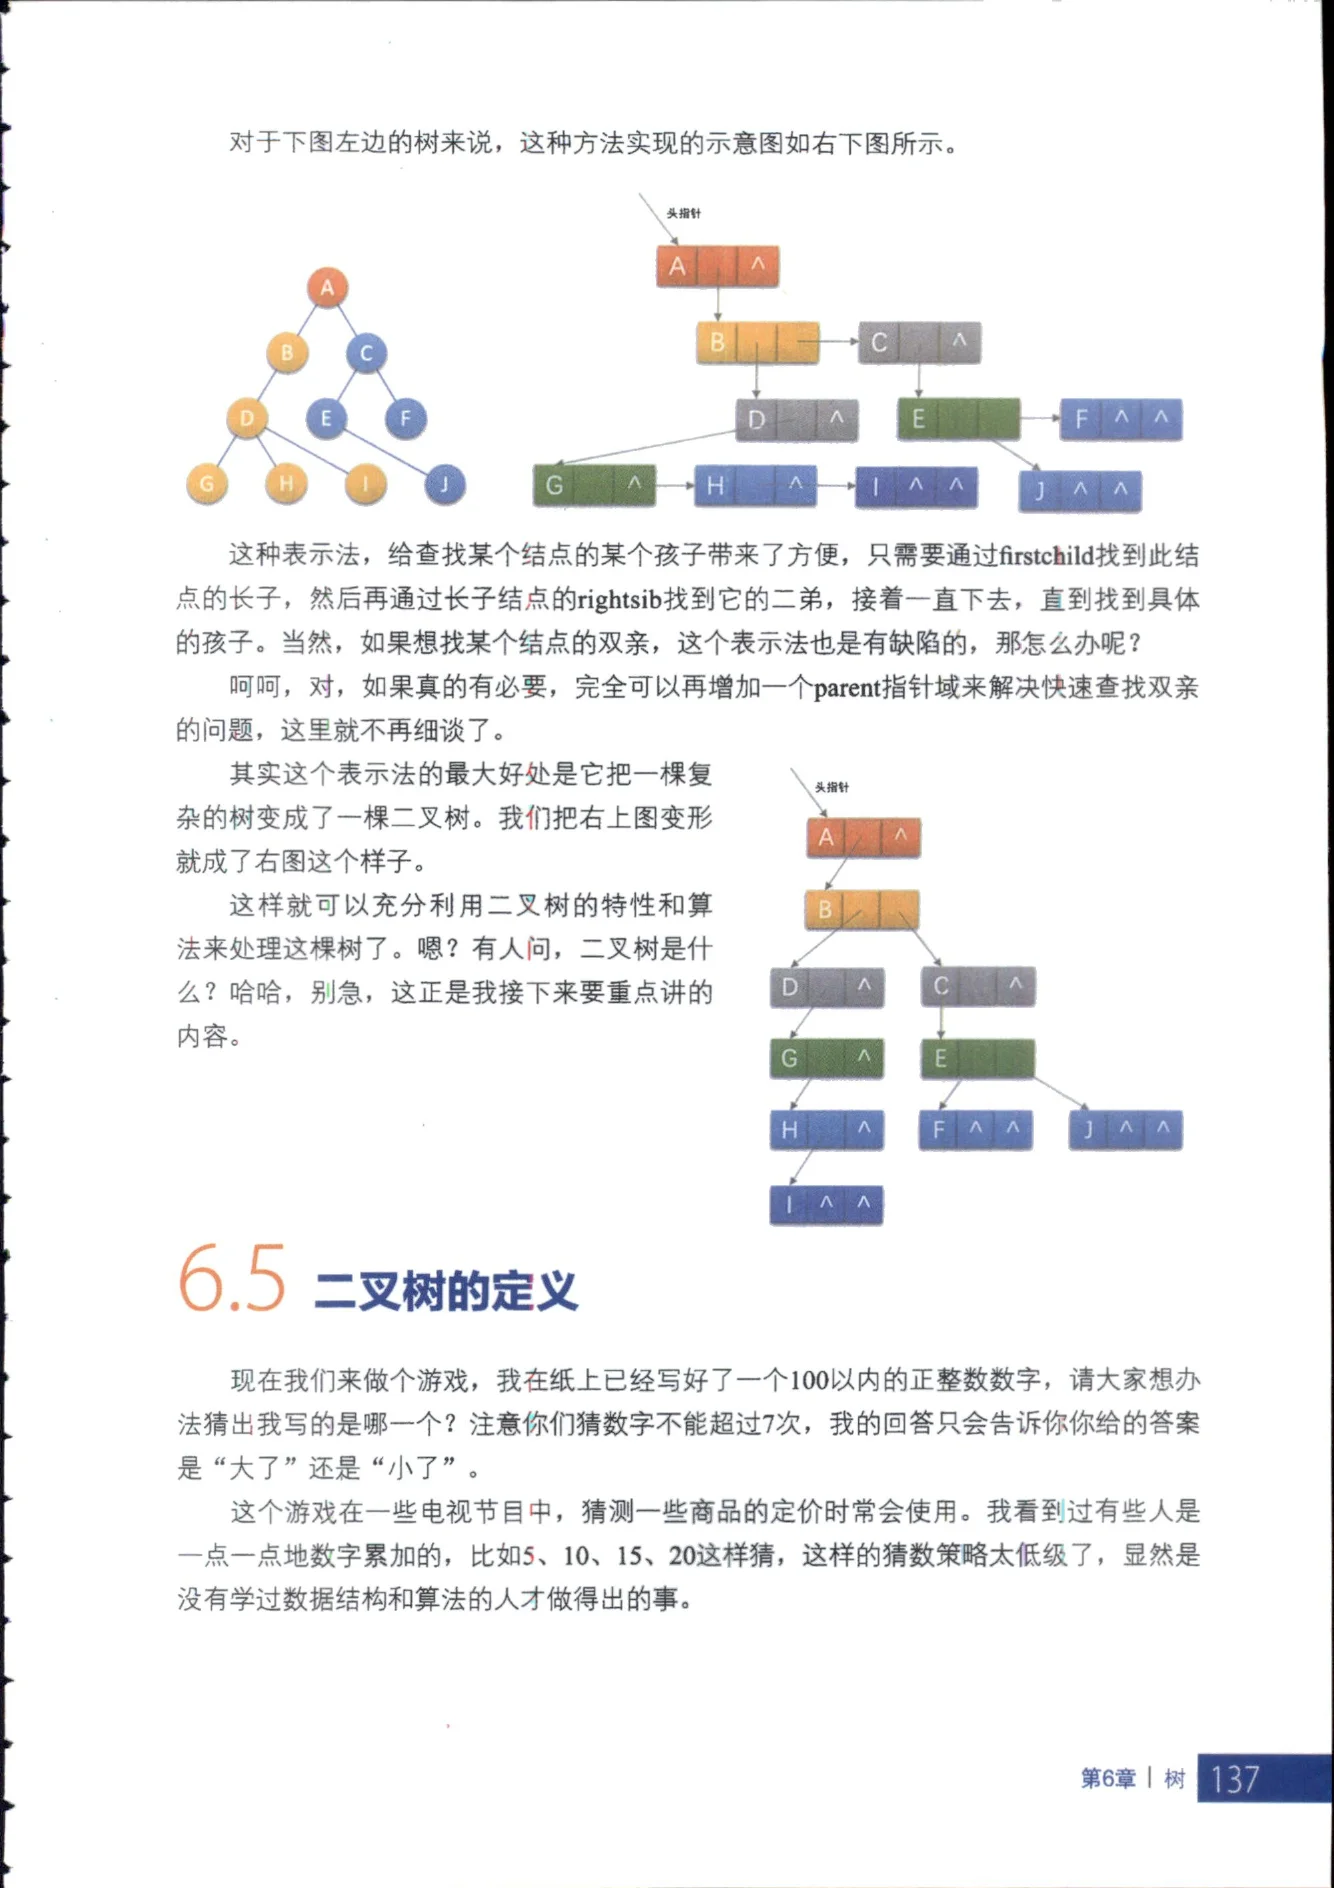 对于下图左边的树来说，这种方法实现的示意图如右下图所示。
头指针
A ^
A
B C ^
B C
D ^ E F ^ ^
D E F
G ^ H ^ I ^ ^ J ^ ^
G H I J
这种表示法，给查找某个结点的某个孩子带来了方便，只需要通过firstchild找到此结
点的长子，然后再通过长子结点的rightsib找到它的二弟，接着一直下去，直到找到具体
的孩子。当然，如果想找某个结点的双亲，这个表示法也是有缺陷的，那怎么办呢？
呵呵，对，如果真的有必要，完全可以再增加一个parent指针域来解决快速查找双亲
的问题，这里就不再细谈了。
其实这个表示法的最大好处是它把一棵复
杂的树变成了一棵二叉树。我们把右上图变形
就成了右图这个样子。
这样就可以充分利用二叉树的特性和算
法来处理这棵树了。嗯？有人问，二叉树是什
么？哈哈，别急，这正是我接下来要重点讲的
内容。
头指针
A ^
B
D ^ C ^
G ^ E
H ^ F ^ ^ J ^ ^
I ^ ^
6.5 二叉树的定义
现在我们来做个游戏，我在纸上已经写好了一个100以内的正整数数字，请大家想办
法猜出我写的是哪一个？注意你们猜数字不能超过7次，我的回答只会告诉你你给的答案
是“大了”还是“小了”。
这个游戏在一些电视节目中，猜测一些商品的定价时常会使用。我看到过有些人是
一点一点地数字累加的，比如5、10、15、20这样猜，这样的猜数策略太低级了，显然是
没有学过数据结构和算法的人才做得出的事。
第6章 | 树 137